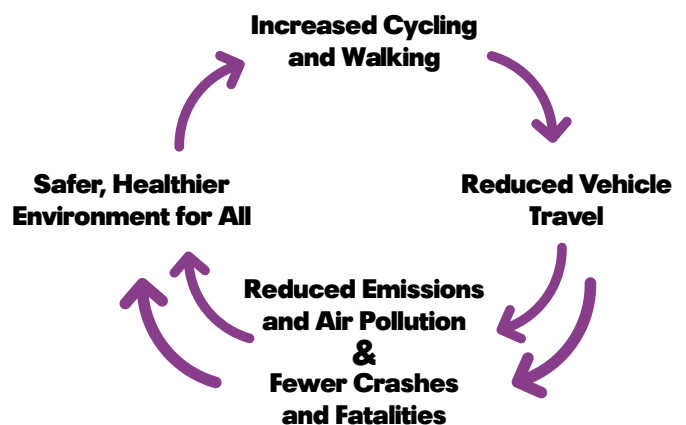 Increased Cycling
and Walking
Reduced Vehicle
Travel
Reduced Emissions
and Air Pollution
&
Fewer Crashes
and Fatalities
Safer, Healthier
Environment for All